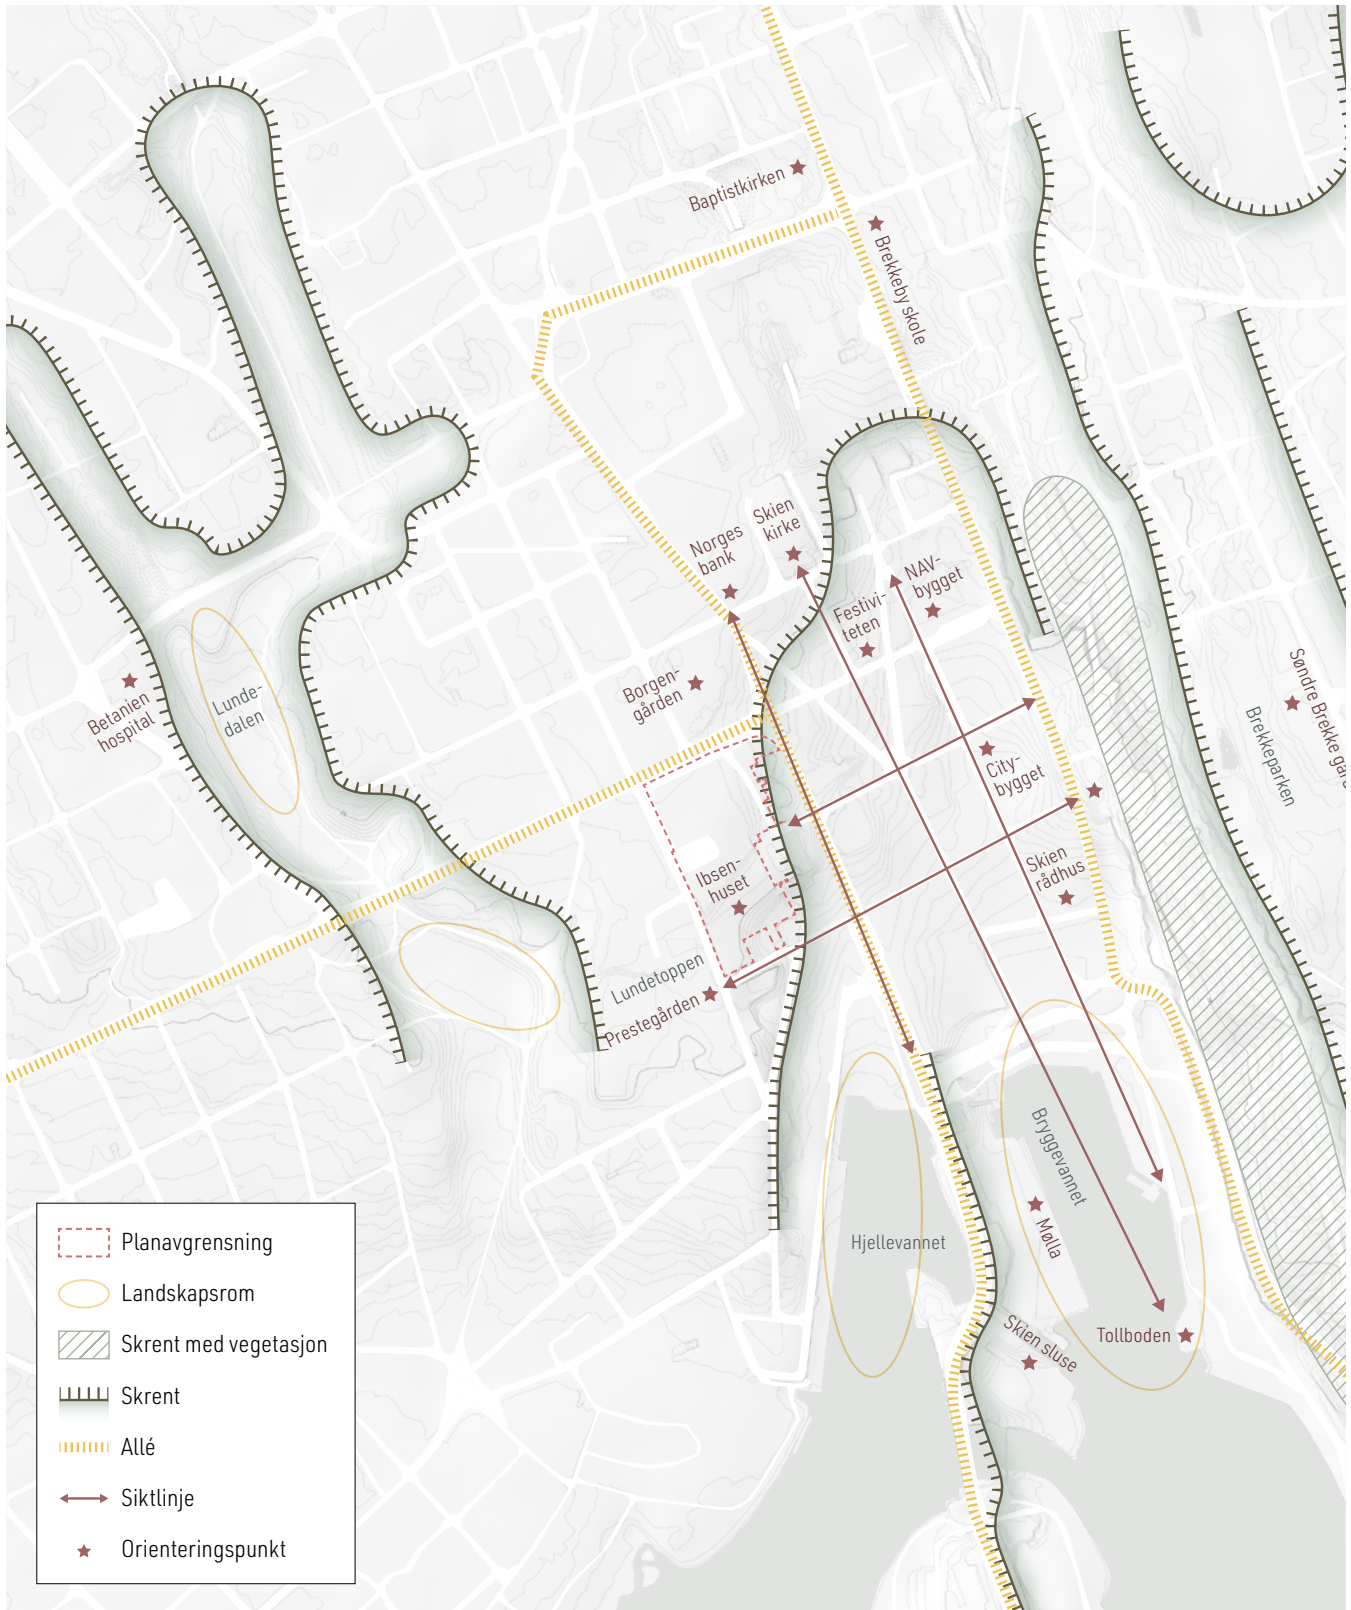 Baptistkirken
Brekkeby skole
Skien
kirke
Norges
bank
NAV-
bygget
Festivi-
teten
Borgen-
gården
Betanien
hospital
Lunde-
dalen
Søndre Brekke gård
Brekkeparken
City-
bygget
Skien
rådhus
Ibsen-
huset
Lundetoppen
Prestegården
Bryggevannet
Mølla
Hjellevannet
Skien sluse
Tollboden
Planavgrensning
Landskapsrom
Skrent med vegetasjon
Skrent
Allé
Siktlinje
Orienteringspunkt